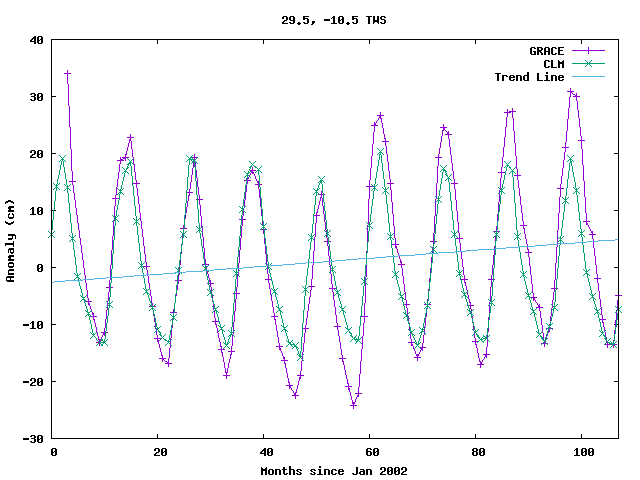 29.5, -10.5 TWS
GRACE
CLM
Trend Line
40
30
20
10
0
-10
-20
-30
Anomaly (cm)
0 20 40 60 80 100
Months since Jan 2002